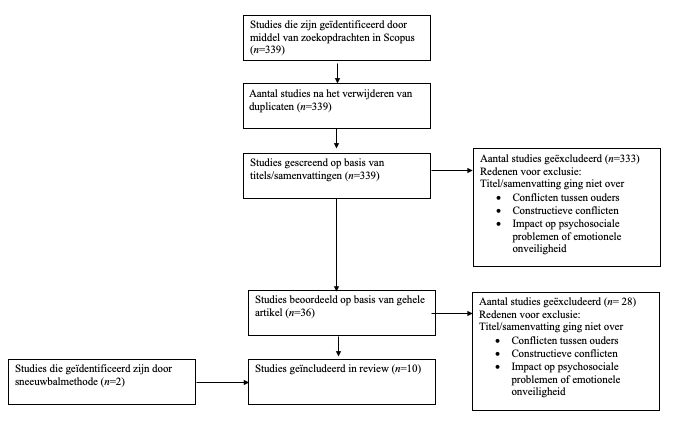 Studies die zijn geïdentificeerd door
middel van zoekopdrachten in Scopus
(n=339)
Aantal studies na het verwijderen van
duplicaten (n=339)
Studies gescreend op basis van
titels/samenvattingen (n=339)
Aantal studies geëxcludeerd (n=333)
Redenen voor exclusie:
Titel/samenvatting ging niet over
• Conflicten tussen ouders
• Constructieve conflicten
• Impact op psychosociale
problemen of emotionele
onveiligheid
Studies beoordeeld op basis van gehele
artikel (n=36)
Aantal studies geëxcludeerd (n= 28)
Redenen voor exclusie:
Titel/samenvatting ging niet over
• Conflicten tussen ouders
• Constructieve conflicten
• Impact op psychosociale
problemen of emotionele
onveiligheid
Studies die geïdentificeerd zijn door
sneeuwbalmethode (n=2)
Studies geïncludeerd in review (n=10)